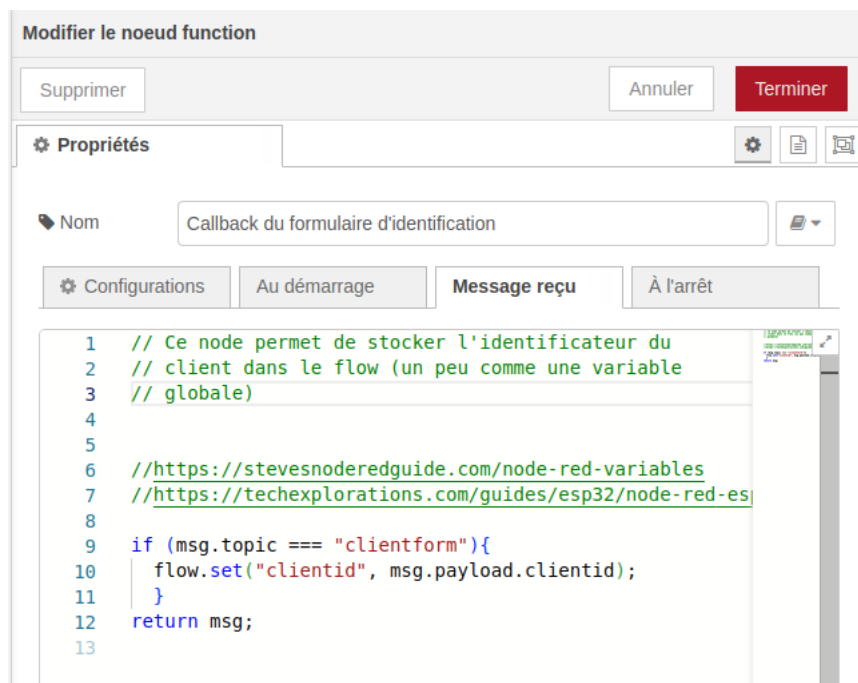 Modifier le noeud function
Supprimer
Annuler
Terminer
Propriétés
Nom
Callback du formulaire d'identification
Configurations
Au démarrage
Message reçu
À l'arrêt
1 // Ce node permet de stocker l'identificateur du
2 // client dans le flow (un peu comme une variable
3 // globale)
4
5
6 //https://stevesnoderedguide.com/node-red-variables
7 //https://techexplorations.com/guides/esp32/node-red-esp
8
9 if (msg.topic === "clientform"){
10 flow.set("clientid", msg.payload.clientid);
11 }
12 return msg;
13